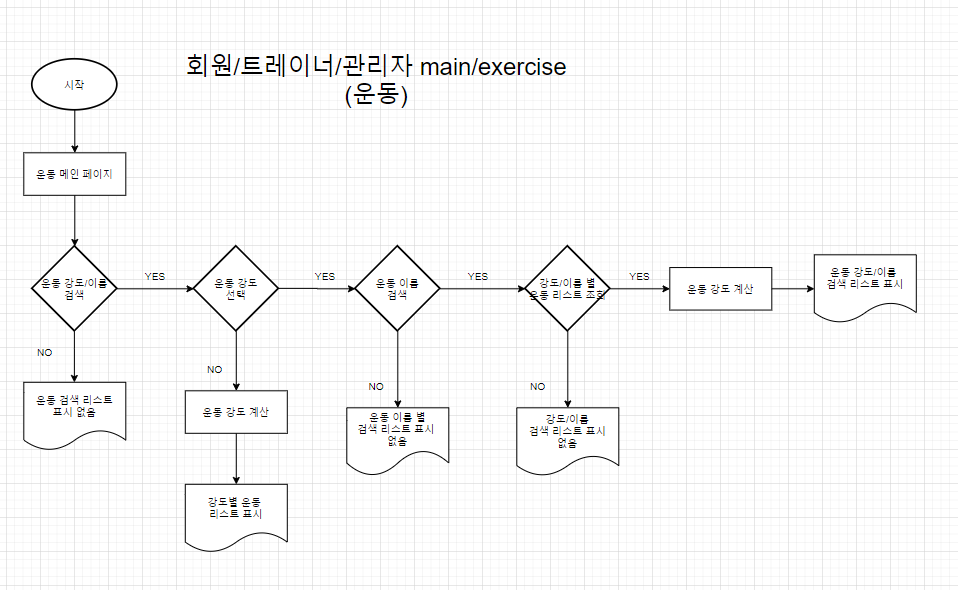 회원/트레이너/관리자 main/exercise
(운동)
시작
운동 메인 페이지
운동 강도/이름
검색
YES
운동 강도
선택
YES
운동 이름
검색
YES
강도/이름 별
운동 리스트 조회
YES
운동 강도 계산
운동 강도/이름
검색 리스트 표시
NO
운동 검색 리스트
표시 없음
NO
운동 강도 계산
강도별 운동
리스트 표시
NO
운동 이름 별
검색 리스트 표시
없음
NO
강도/이름
검색 리스트 표시
없음